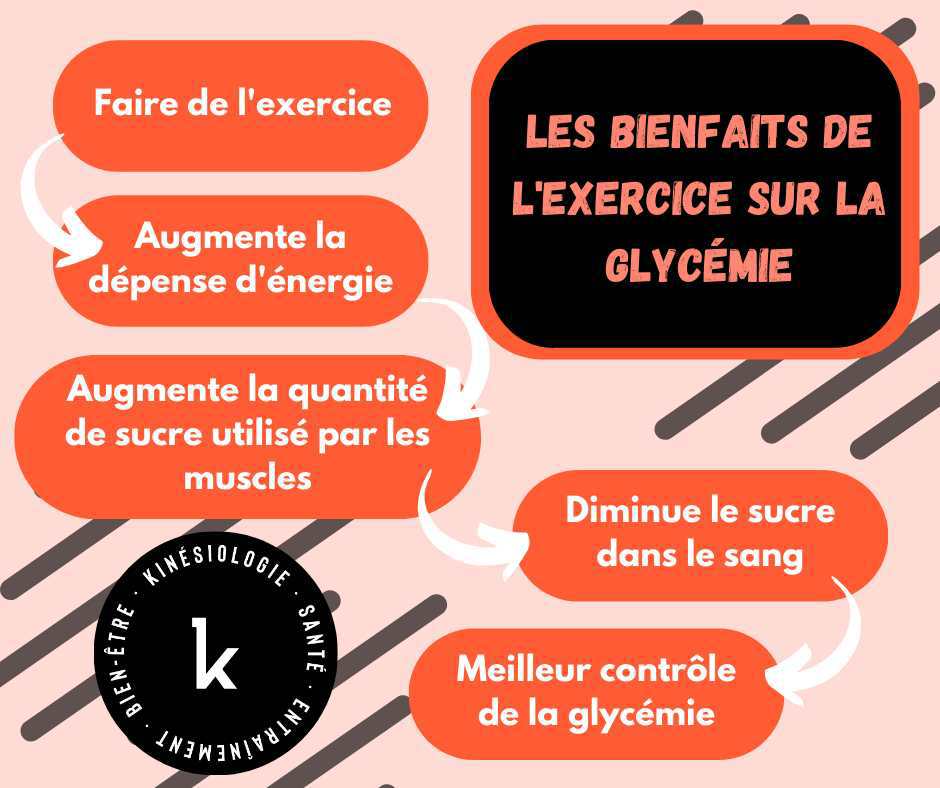 LES BIENFAITS DE
L'EXERCICE SUR LA
GLYCÉMIE
Faire de l'exercice
Augmente la
dépense d'énergie
Augmente la quantité
de sucre utilisé par les
muscles
Diminue le sucre
dans le sang
Meilleur contrôle
de la glycémie
KINÉSIOLOGIE · SANTÉ · ENTRAÎNEMENT · BIEN-ÊTRE ·
k